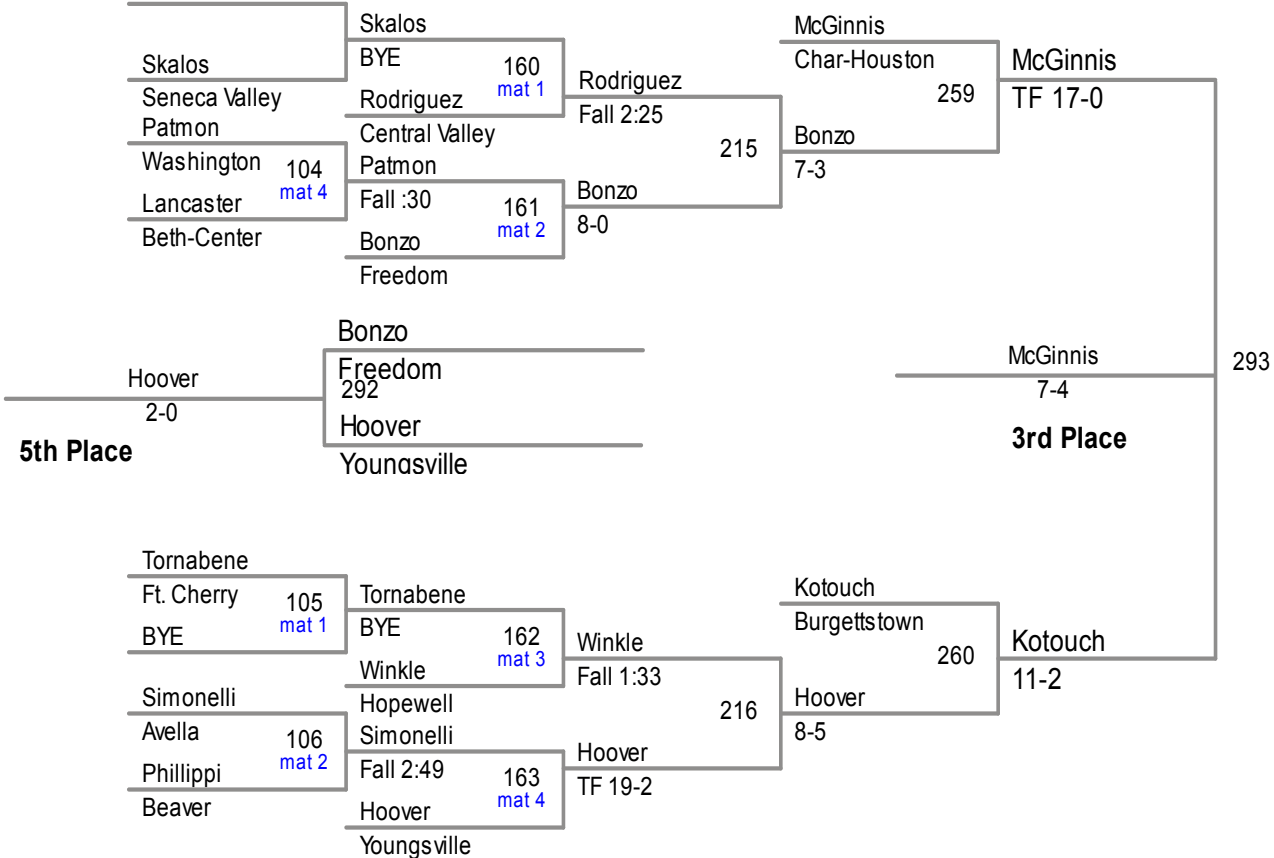 Skalos
Seneca Valley
Patmon
Washington
104
mat 4
Lancaster
Beth-Center
Skalos
BYE
160
mat 1
Rodriguez
Central Valley
Patmon
Fall :30
161
mat 2
Bonzo
Freedom
Rodriguez
Fall 2:25
215
Bonzo
8-0
McGinnis
Char-Houston
259
Bonzo
7-3
McGinnis
TF 17-0
Hoover
2-0
5th Place
Bonzo
Freedom
292
Hoover
Youngsville
McGinnis
7-4
3rd Place
293
Tornabene
Ft. Cherry
105
mat 1
BYE
Simonelli
Avella
106
mat 2
Phillippi
Beaver
Tornabene
BYE
162
mat 3
Winkle
Hopewell
Simonelli
Fall 2:49
163
mat 4
Hoover
Youngsville
Winkle
Fall 1:33
216
Hoover
TF 19-2
Kotouch
Burgettstown
260
Hoover
8-5
Kotouch
11-2